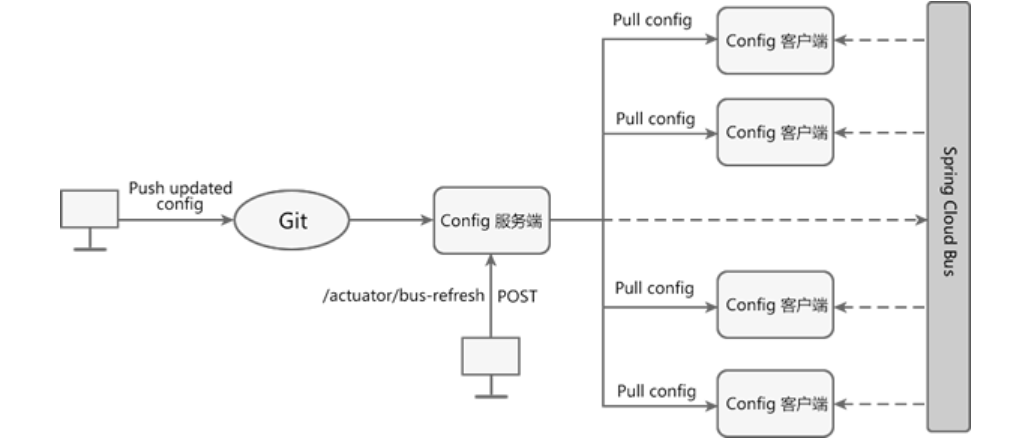 Pull config
Config 客户端
Pull config
Config 客户端
Push updated
config
Git
Config 服务端
Spring Cloud Bus
/actuator/bus-refresh POST
Pull config
Config 客户端
Pull config
Config 客户端